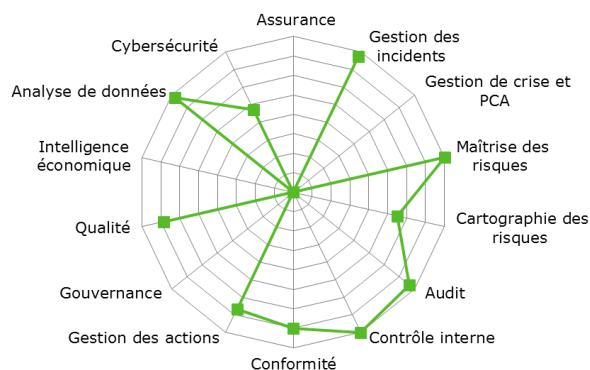 Assurance
Gestion des
incidents
Gestion de crise et
PCA
Maîtrise des
risques
Cartographie des
risques
Audit
Contrôle interne
Conformité
Gestion des actions
Gouvernance
Qualité
Intelligence
économique
Analyse de données
Cybersécurité